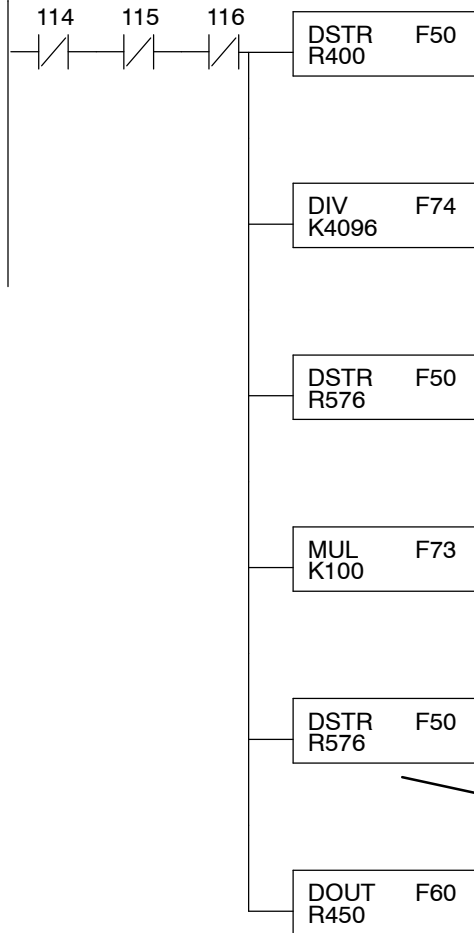 114 115 116
DSTR F50
R400
DIV F74
K4096
DSTR F50
R576
MUL F73
K100
DSTR F50
R576
DOUT F60
R450